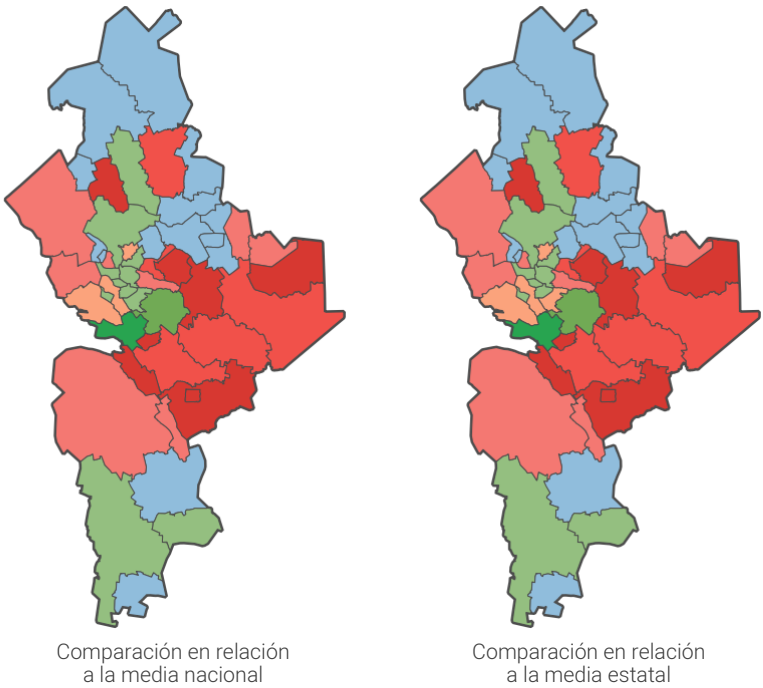 Comparación en relación
a la media nacional
Comparación en relación
a la media estatal